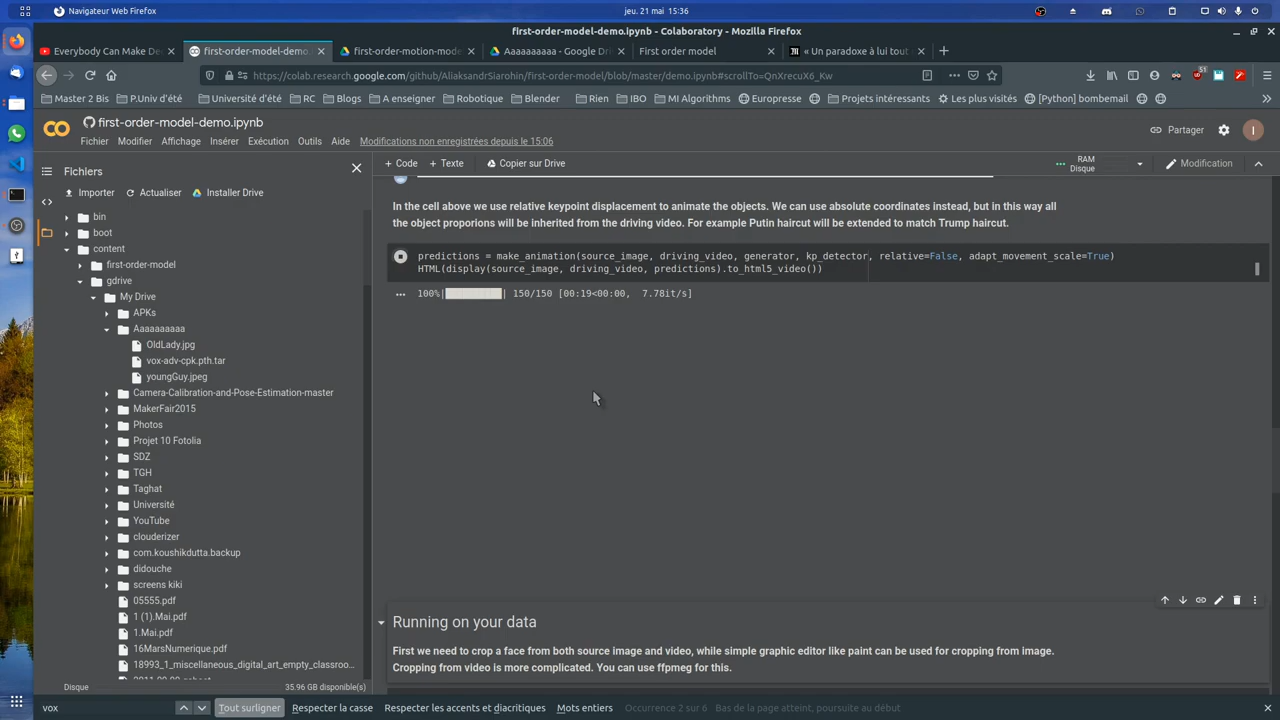 Navigateur Web Firefox
jeu. 21 mai 15:36
first-order-model-demo.ipynb - Colaboratory - Mozilla Firefox
Everybody Can Make De
first-order-model-demo.
first-order-motion-mode
Aaaaaaaaa - Google Dri
First order model
« Un paradoxe à lui tout
https://colab.research.google.com/github/AliaksandrSiarohin/first-order-model/blob/master/demo.ipynb#scrollTo=QnXrecuX6_Kw
51
Master 2 Bis
P.Univ d'été
Université d'été
RC
Blogs
A enseigner
Robotique
Blender
Rien
IBO
MI Algorithms
Europresse
Projets intéressants
Les plus visités
[Python] bombemail
first-order-model-demo.ipynb
Partager
I
Fichier Modifier Affichage Insérer Exécution Outils Aide Modifications non enregistrées depuis le 15:06
Fichiers
+ Code + Texte Copier sur Drive
RAM
Disque
Modification
Importer Actualiser Installer Drive
bin
boot
content
first-order-model
gdrive
My Drive
APKs
Aaaaaaaaa
OldLady.jpg
vox-adv-cpk.pth.tar
youngGuy.jpeg
Camera-Calibration-and-Pose-Estimation-master
MakerFair2015
Photos
Projet 10 Fotolia
SDZ
TGH
Taghat
Université
YouTube
clouderizer
com.koushikdutta.backup
didouche
screens kiki
05555.pdf
1 (1).Mai.pdf
1.Mai.pdf
16MarsNumerique.pdf
18993_1_miscellaneous_digital_art_empty_classroo...
Disque
35.96 GB disponible(s)
In the cell above we use relative keypoint displacement to animate the objects. We can use absolute coordinates instead, but in this way all
the object proporions will be inherited from the driving video. For example Putin haircut will be extended to match Trump haircut.
predictions = make_animation(source_image, driving_video, generator, kp_detector, relative=False, adapt_movement_scale=True)
HTML(display(source_image, driving_video, predictions).to_html5_video())
100%| | 150/150 [00:19<00:00, 7.78it/s]
Running on your data
First we need to crop a face from both source image and video, while simple graphic editor like paint can be used for cropping from image.
Cropping from video is more complicated. You can use ffpmeg for this.
vox
Tout surligner
Respecter la casse
Respecter les accents et diacritiques
Mots entiers
Occurrence 2 sur 6
Bas de la page atteint, poursuite au début